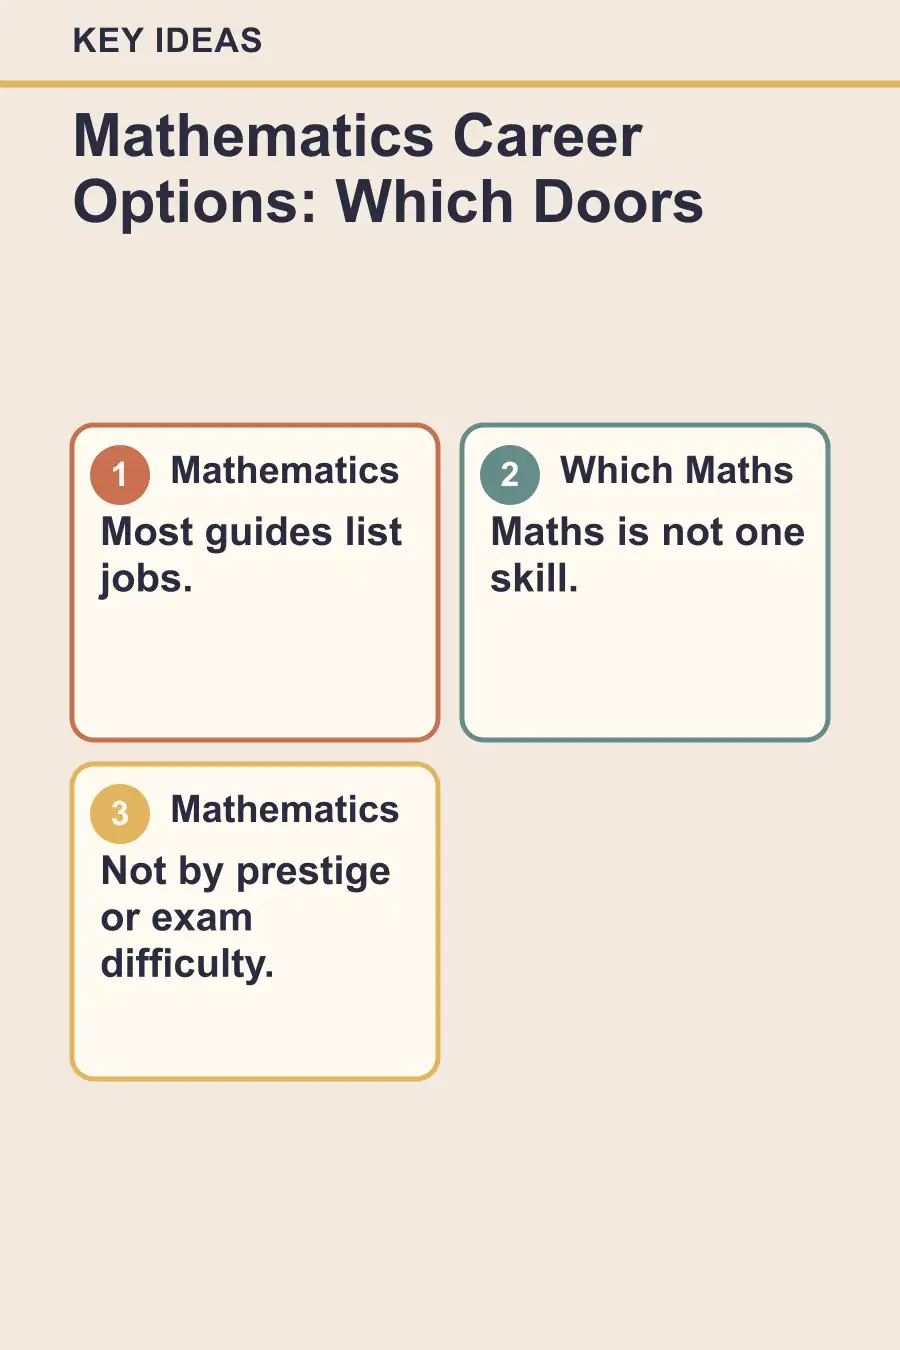 KEY IDEAS
Mathematics Career
Options: Which Doors
1 Mathematics
Most guides list
jobs.
2 Which Maths
Maths is not one
skill.
3 Mathematics
Not by prestige
or exam
difficulty.